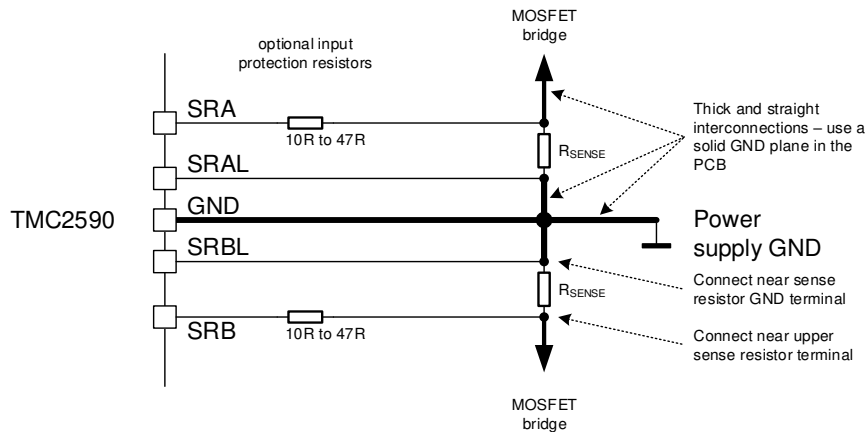 MOSFET
bridge
optional input
protection resistors
SRA
10R to 47R
Thick and straight
interconnections – use a
solid GND plane in the
PCB
RSENSE
SRAL
TMC2590
GND
Power
supply GND
SRBL
Connect near sense
resistor GND terminal
RSENSE
SRB
10R to 47R
Connect near upper
sense resistor terminal
MOSFET
bridge